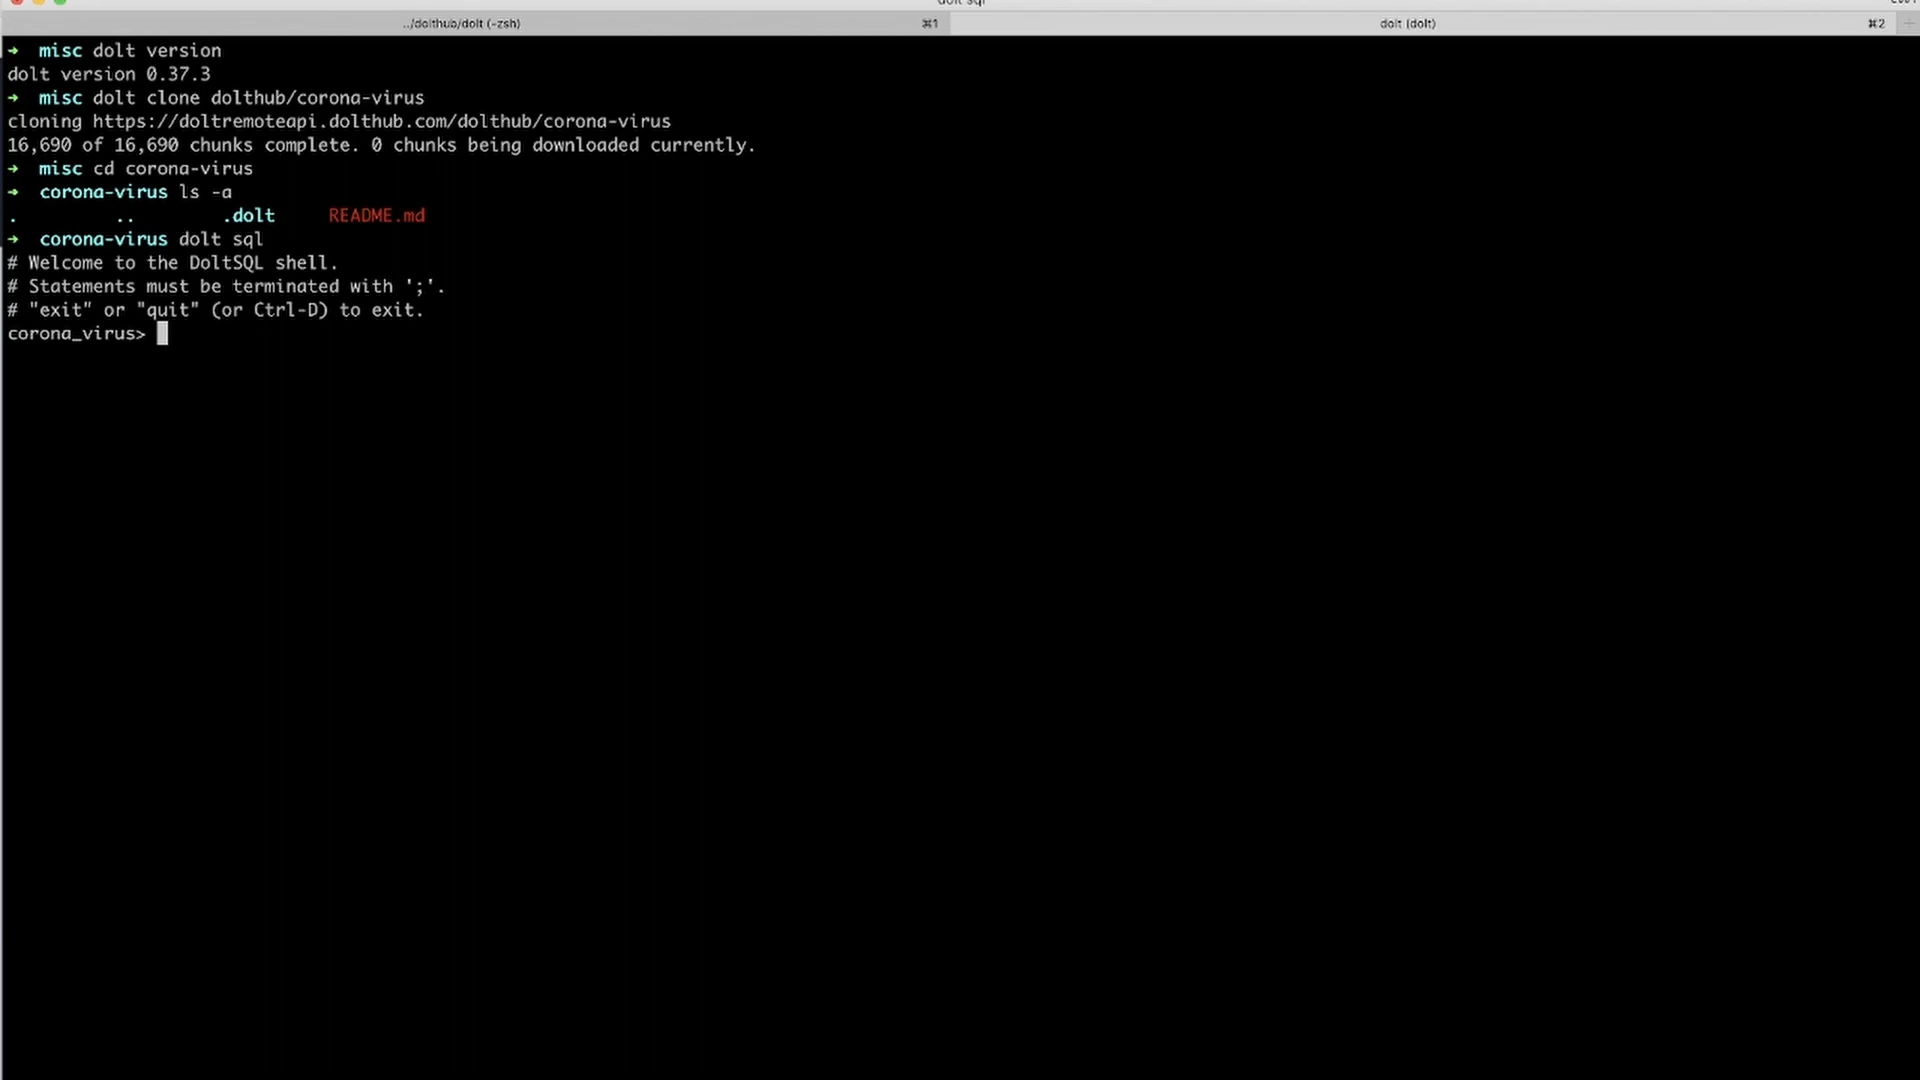 dolt sql
../dolthub/dolt (-zsh) ⌘1 dolt (dolt) ⌘2
➜ misc dolt version
dolt version 0.37.3
➜ misc dolt clone dolthub/corona-virus
cloning https://doltremoteapi.dolthub.com/dolthub/corona-virus
16,690 of 16,690 chunks complete. 0 chunks being downloaded currently.
➜ misc cd corona-virus
➜ corona-virus ls -a
. .. .dolt README.md
➜ corona-virus dolt sql
# Welcome to the DoltSQL shell.
# Statements must be terminated with ';'.
# "exit" or "quit" (or Ctrl-D) to exit.
corona_virus>